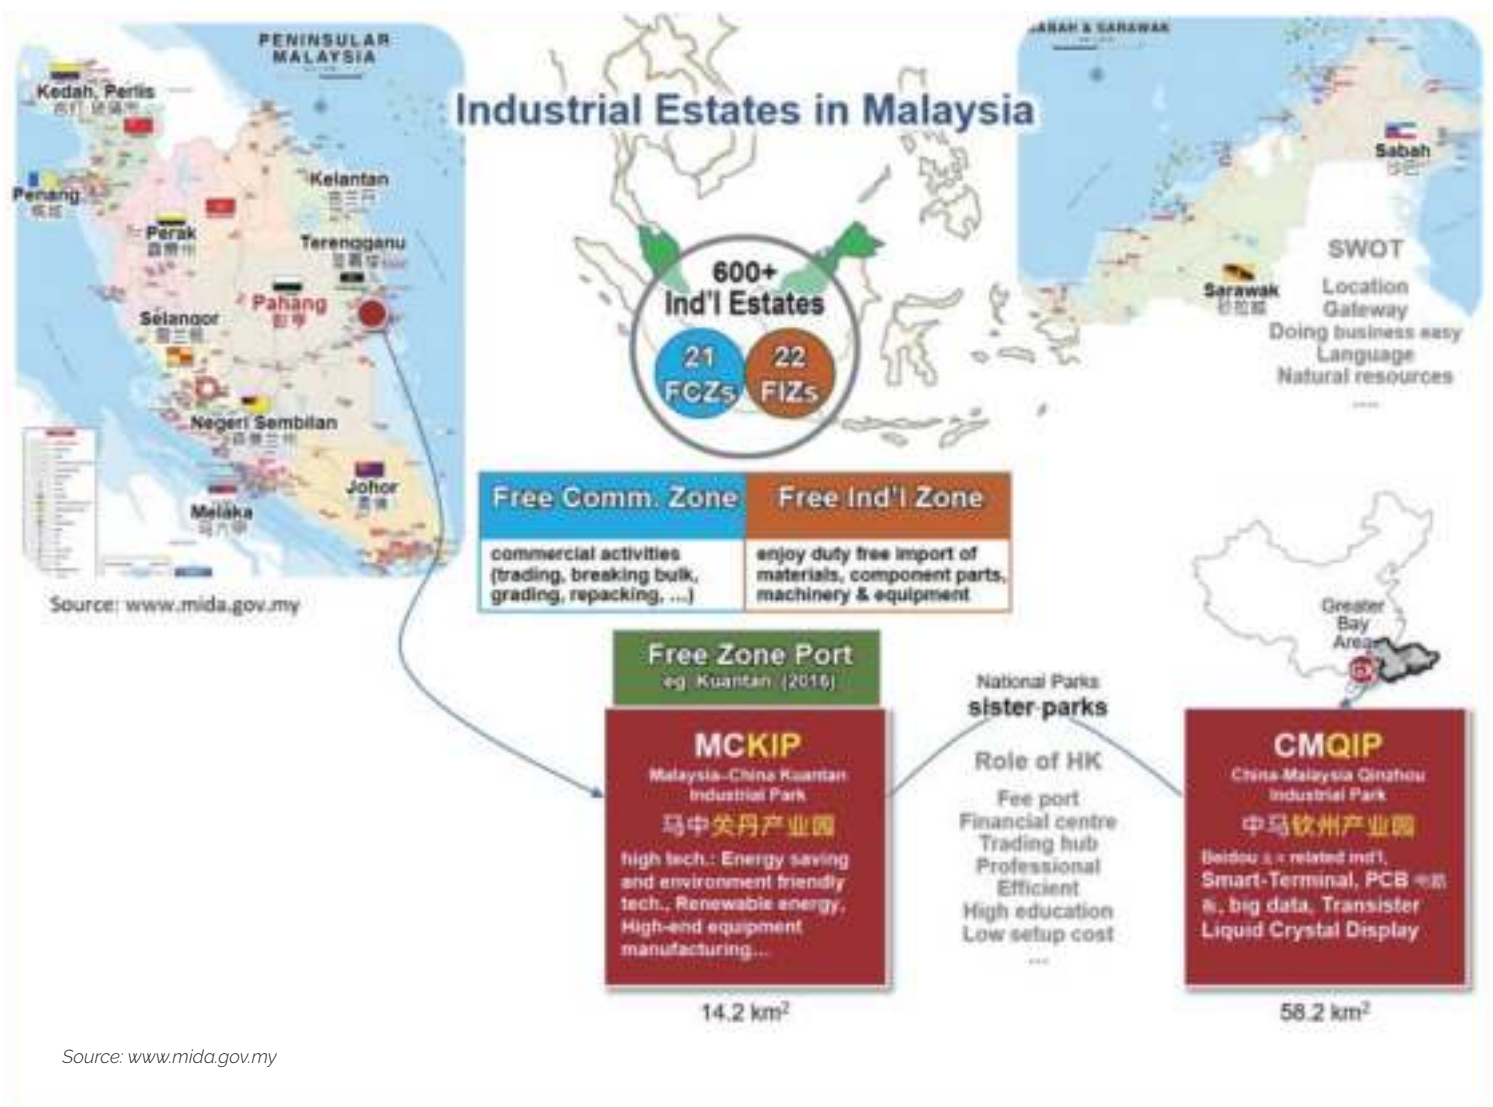 PENINSULAR
MALAYSIA
Kedah, Perlis
Penang
Perak
Kelantan
Terengganu
Pahang
彭亨
Selangor
Negeri Sembilan
Melaka
马六甲
Johor
Source: www.mida.gov.my
Industrial Estates in Malaysia
600+
Ind'l Estates
21
FCZs
22
FIZs
SABAH & SARAWAK
Sabah
Sarawak
SWOT
Location
Gateway
Doing business easy
Language
Natural resources
....
Free Comm. Zone
commercial activities
(trading, breaking bulk,
grading, repacking, ...)
Free Ind'l Zone
enjoy duty free import of
materials, component parts,
machinery & equipment
Free Zone Port
eg. Kuantan (2016)
MCKIP
Malaysia–China Kuantan
Industrial Park
马中关丹产业园
high tech.: Energy saving
and environment friendly
tech., Renewable energy,
High-end equipment
manufacturing...
14.2 km²
National Parks
sister parks
Role of HK
Fee port
Financial centre
Trading hub
Professional
Efficient
High education
Low setup cost
...
Greater
Bay
Area
GX
CMQIP
China-Malaysia Qinzhou
Industrial Park
中马钦州产业园
Beidou related ind'l,
Smart-Terminal, PCB
big data, Transister
Liquid Crystal Display
58.2 km²
Source: www.mida.gov.my